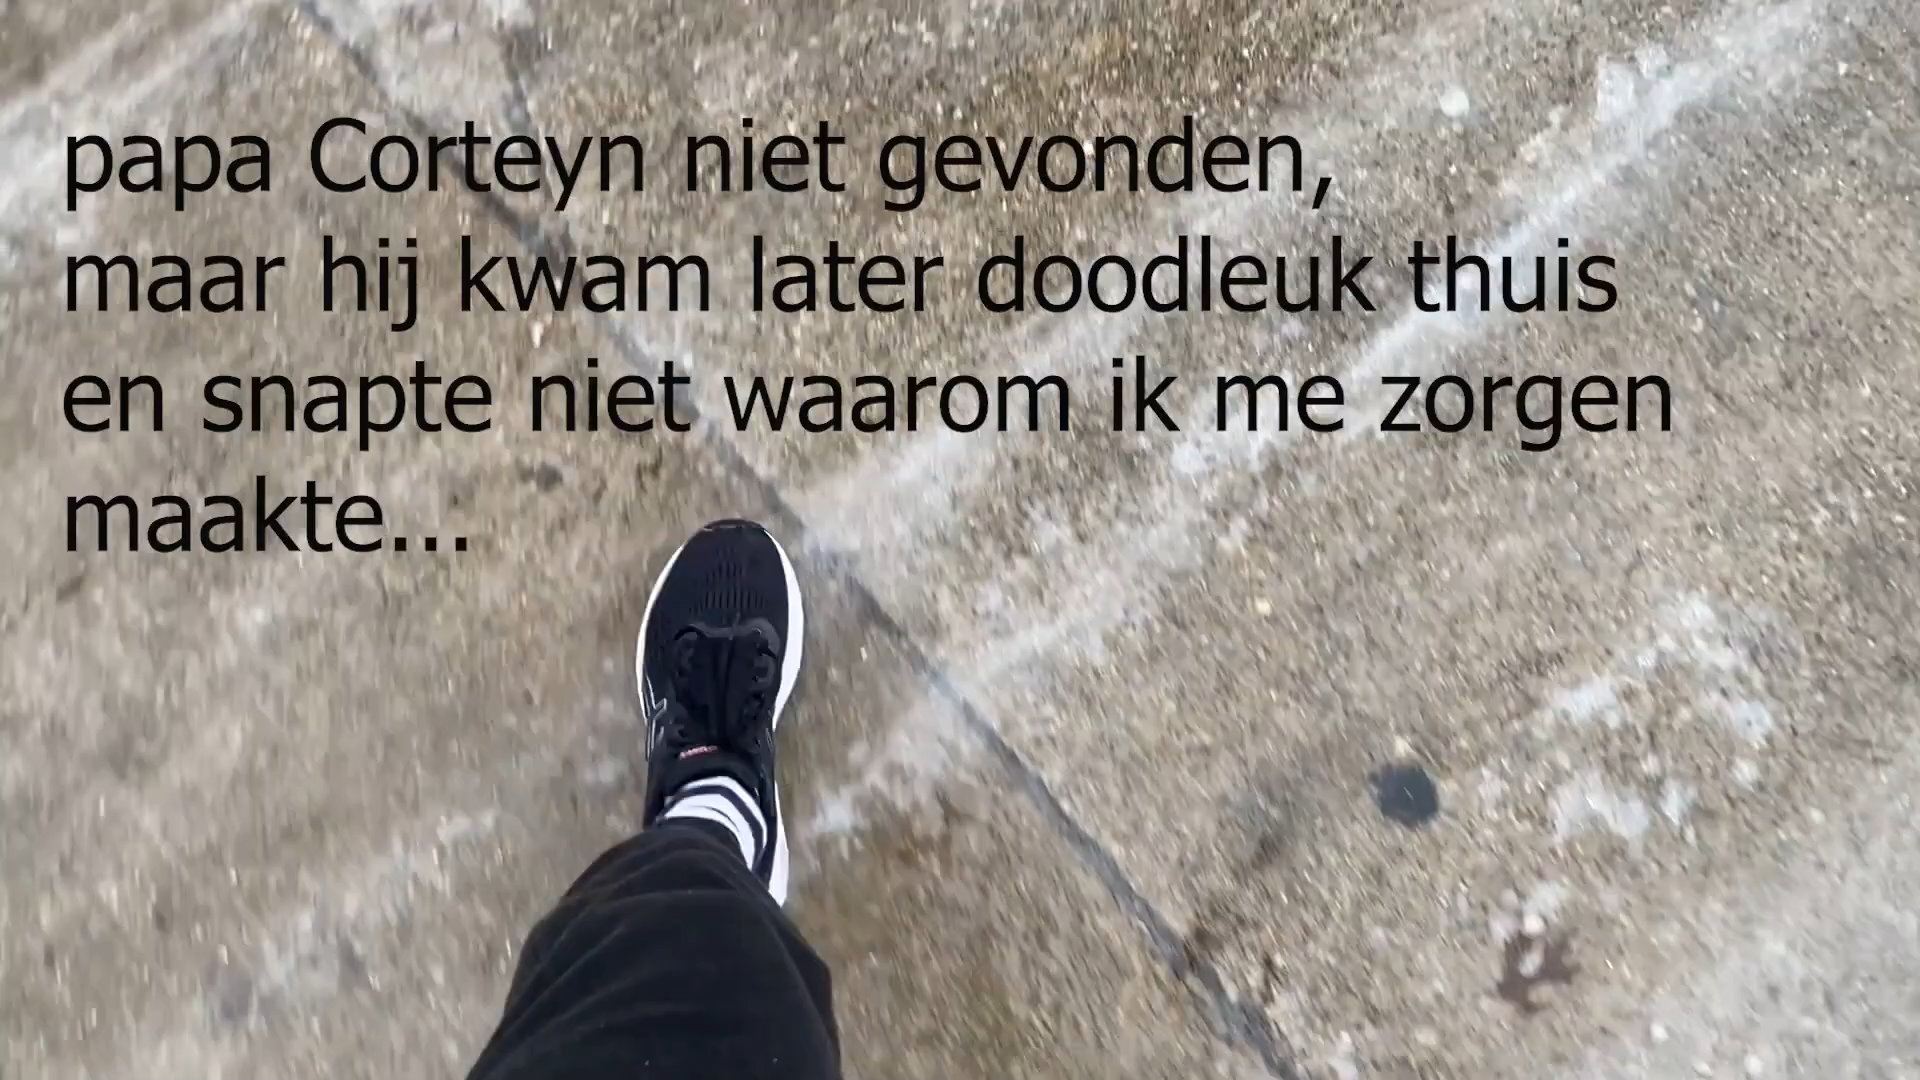 papa Corteyn niet gevonden,
maar hij kwam later doodleuk thuis
en snapte niet waarom ik me zorgen
maakte...